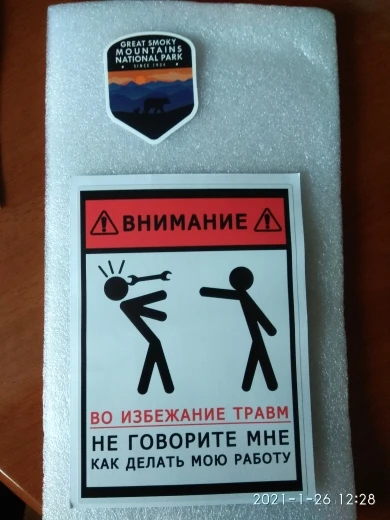 GREAT SMOKY
MOUNTAINS
NATIONAL PARK
SINCE 1934
ВНИМАНИЕ
ВО ИЗБЕЖАНИЕ ТРАВМ
НЕ ГОВОРИТЕ МНЕ
КАК ДЕЛАТЬ МОЮ РАБОТУ
2021-1-26 12:28